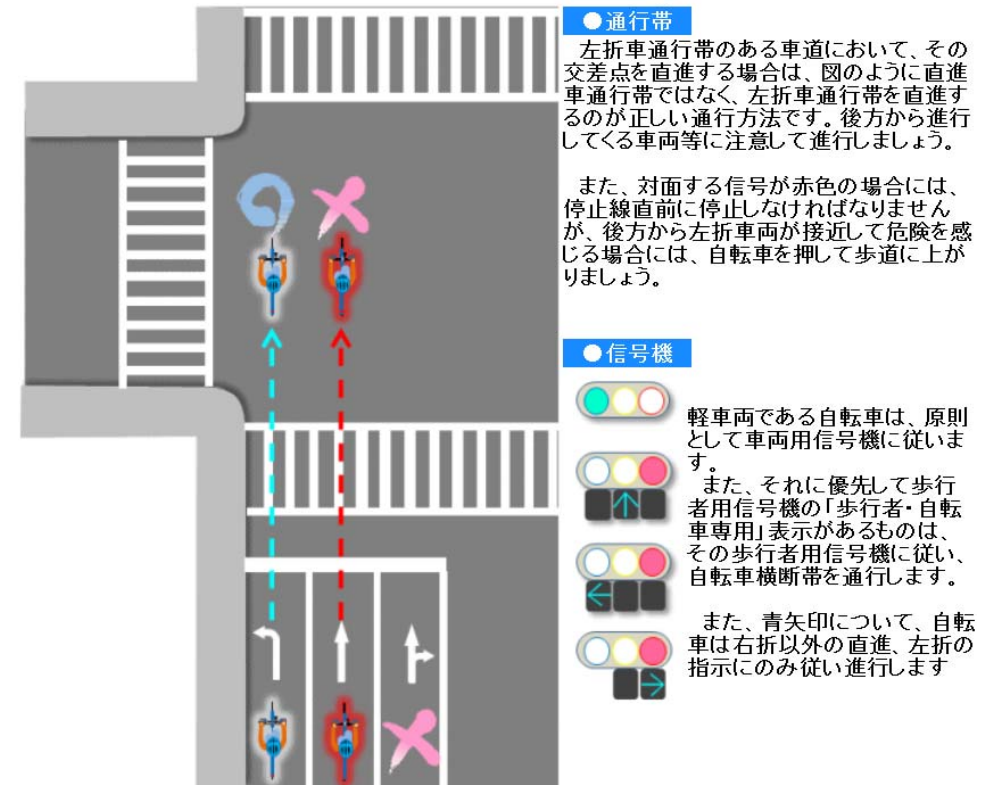 ●通行帯
左折車通行帯のある車道において、その
交差点を直進する場合は、図のように直進
車通行帯ではなく、左折車通行帯を直進す
るのが正しい通行方法です。後方から進行
してくる車両等に注意して進行しましょう。
また、対面する信号が赤色の場合には、
停止線直前に停止しなければなりません
が、後方から左折車両が接近して危険を感
じる場合には、自転車を押して歩道に上が
りましょう。
●信号機
軽車両である自転車は、原則
として車両用信号機に従いま
す。
また、それに優先して歩行
者用信号機の「歩行者・自転
車専用」表示があるものは、
その歩行者用信号機に従い、
自転車横断帯を通行します。
また、青矢印について、自転
車は右折以外の直進、左折の
指示にのみ従い進行します